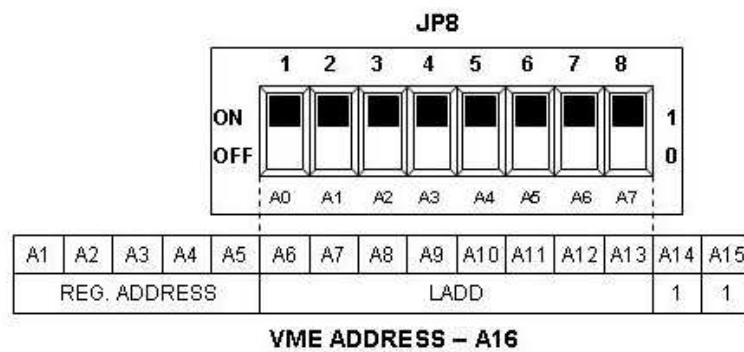 JP8
1 2 3 4 5 6 7 8
ON 1
OFF 0
A0 A1 A2 A3 A4 A5 A6 A7
A1 A2 A3 A4 A5 A6 A7 A8 A9 A10 A11 A12 A13 A14 A15
REG. ADDRESS LADD 1 1
VME ADDRESS – A16